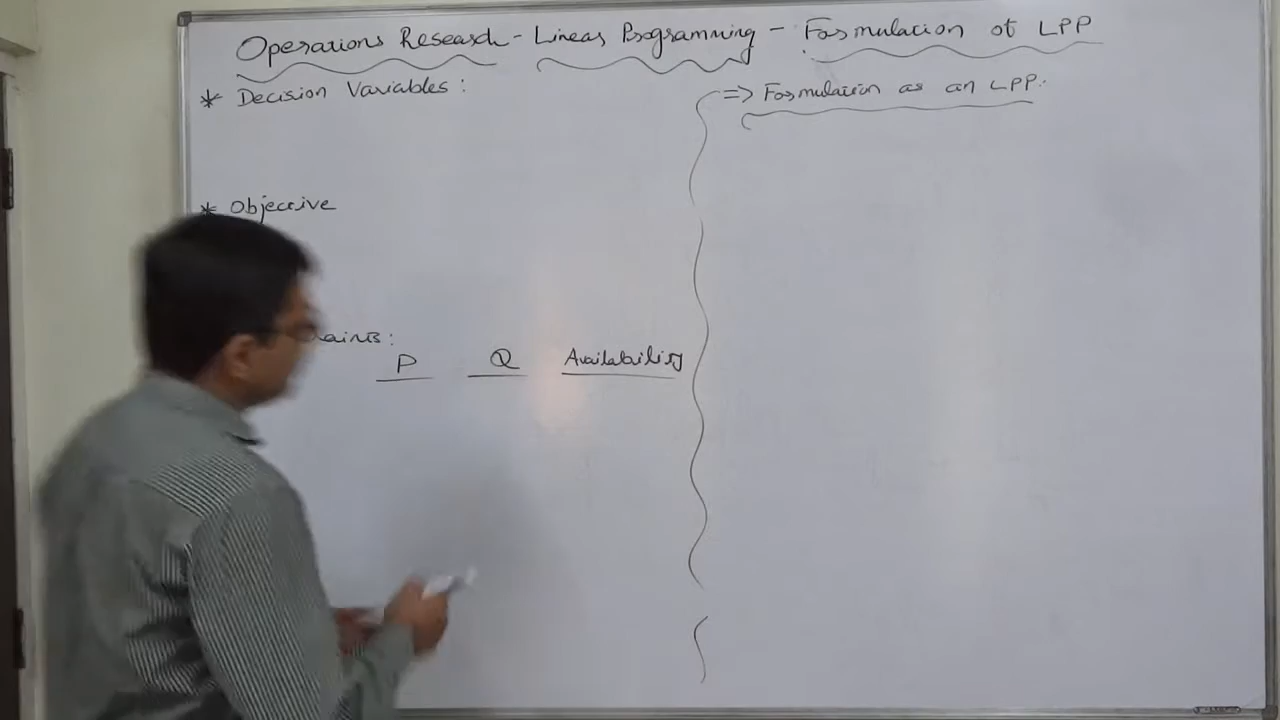 Operations Research - Linear Programming - Formulation of LPP
* Decision Variables :
* Objective
P Q Availability
=> Formulation as an LPP.